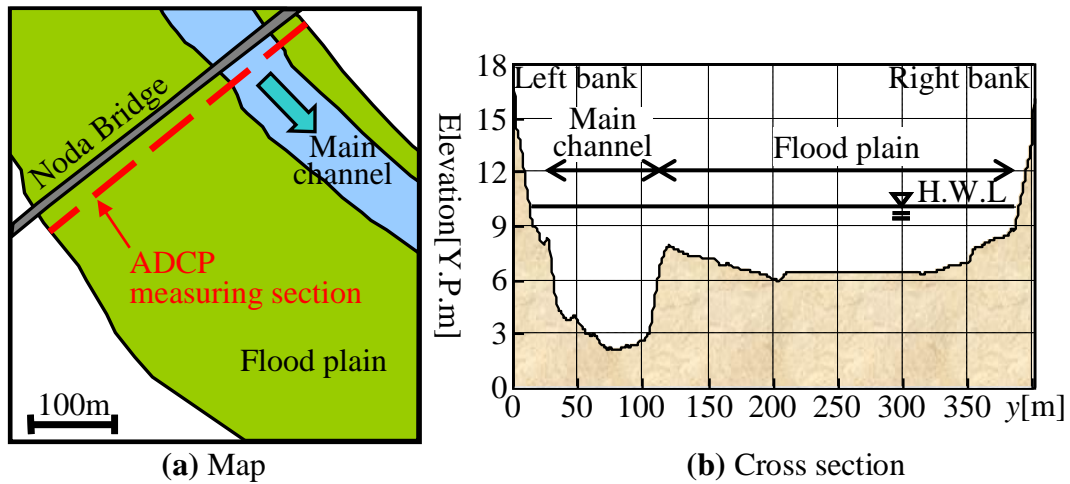 Noda Bridge
Main
channel
ADCP
measuring section
Flood plain
100m
(a) Map
Elevation[Y.P.m]
18
15
12
9
6
3
0
Left bank
Right bank
Main
channel
Flood plain
H.W.L
0
50
100
150
200
250
300
350
y[m]
(b) Cross section